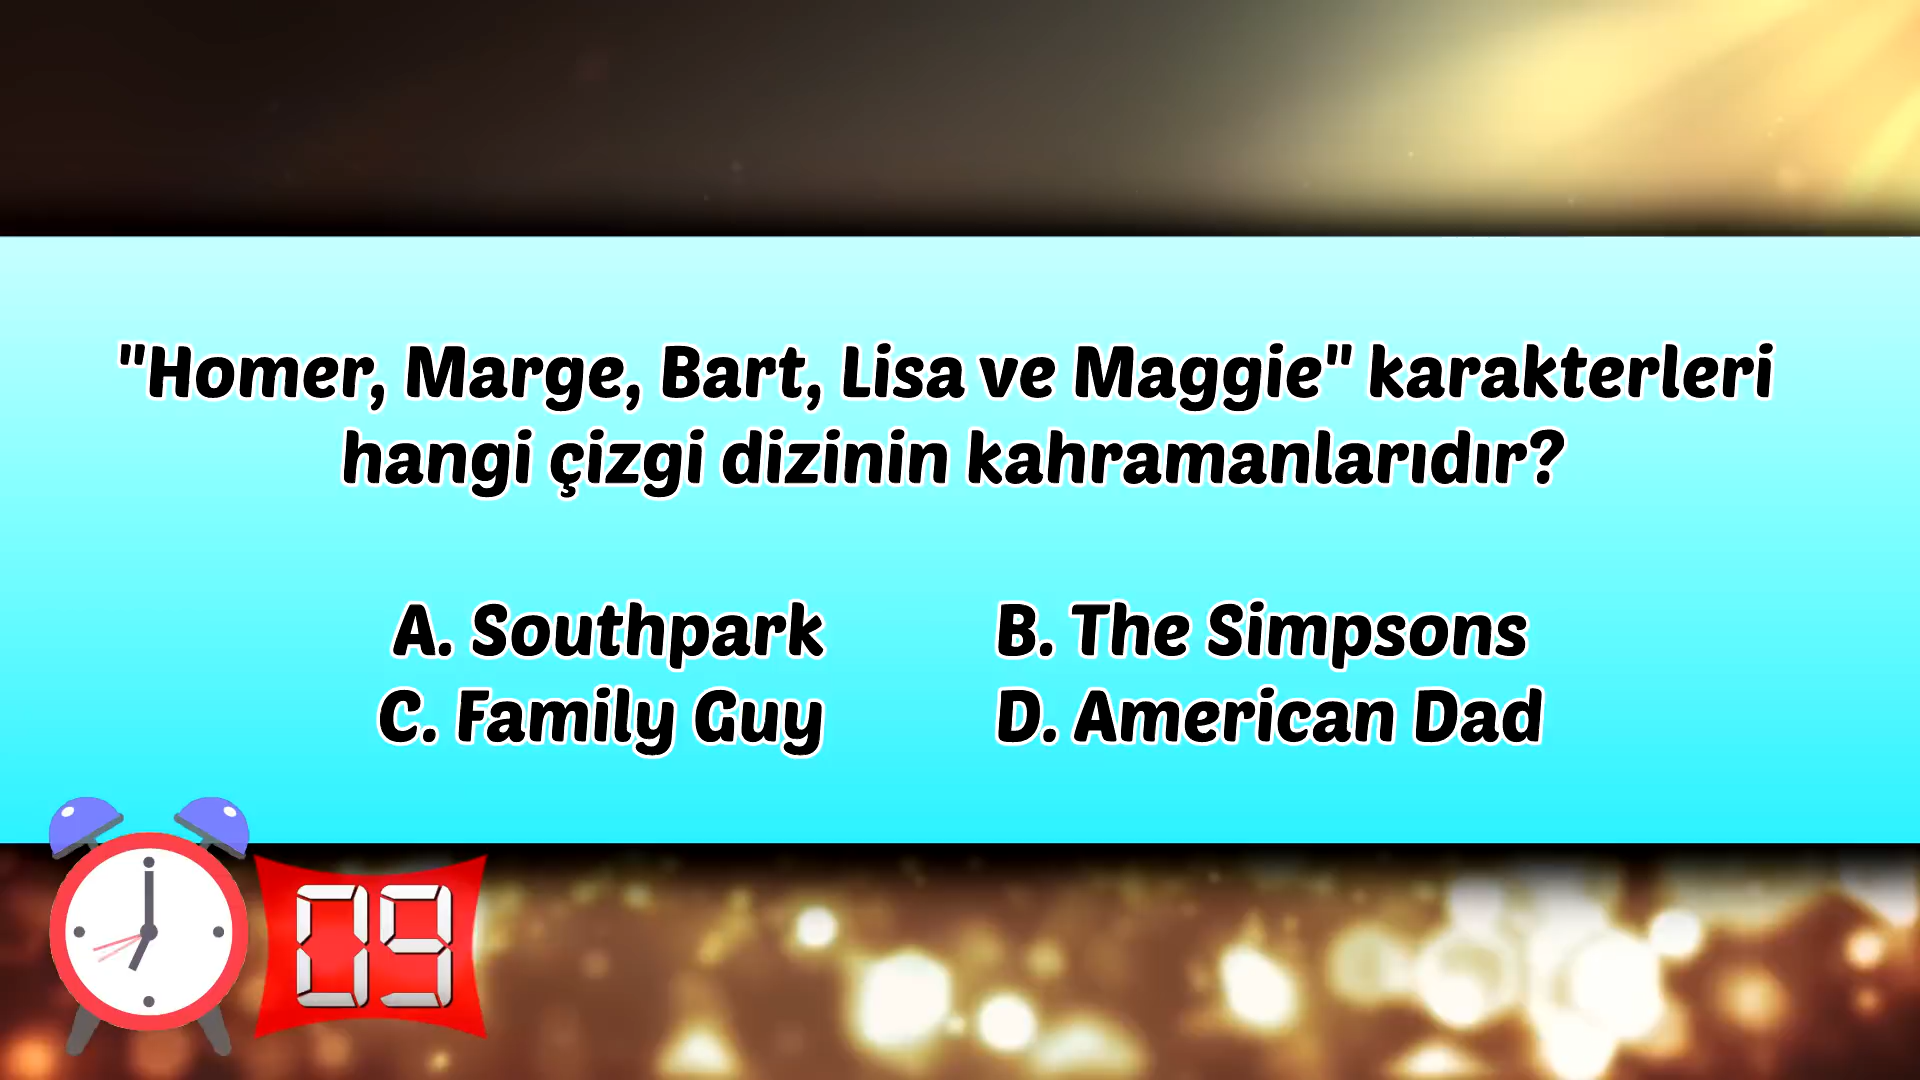 "Homer, Marge, Bart, Lisa ve Maggie" karakterleri
hangi çizgi dizinin kahramanlarıdır?
A. Southpark
B. The Simpsons
C. Family Guy
D. American Dad
09